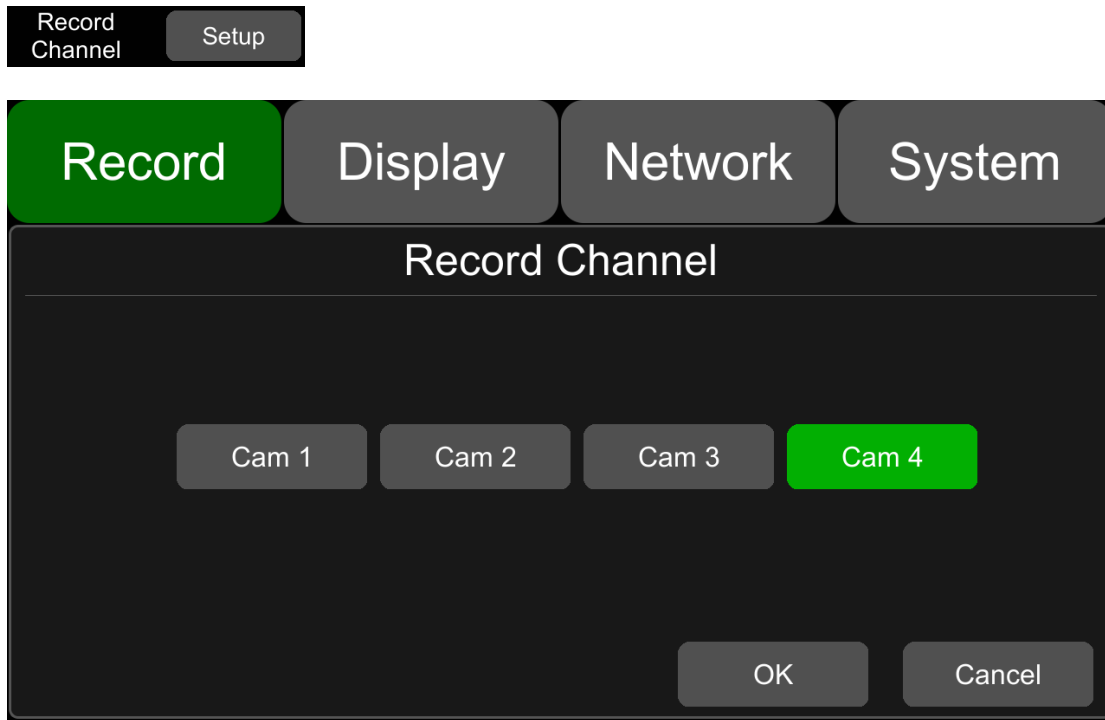 Record
Channel
Setup
Record Display Network System
Record Channel
Cam 1 Cam 2 Cam 3 Cam 4
OK Cancel